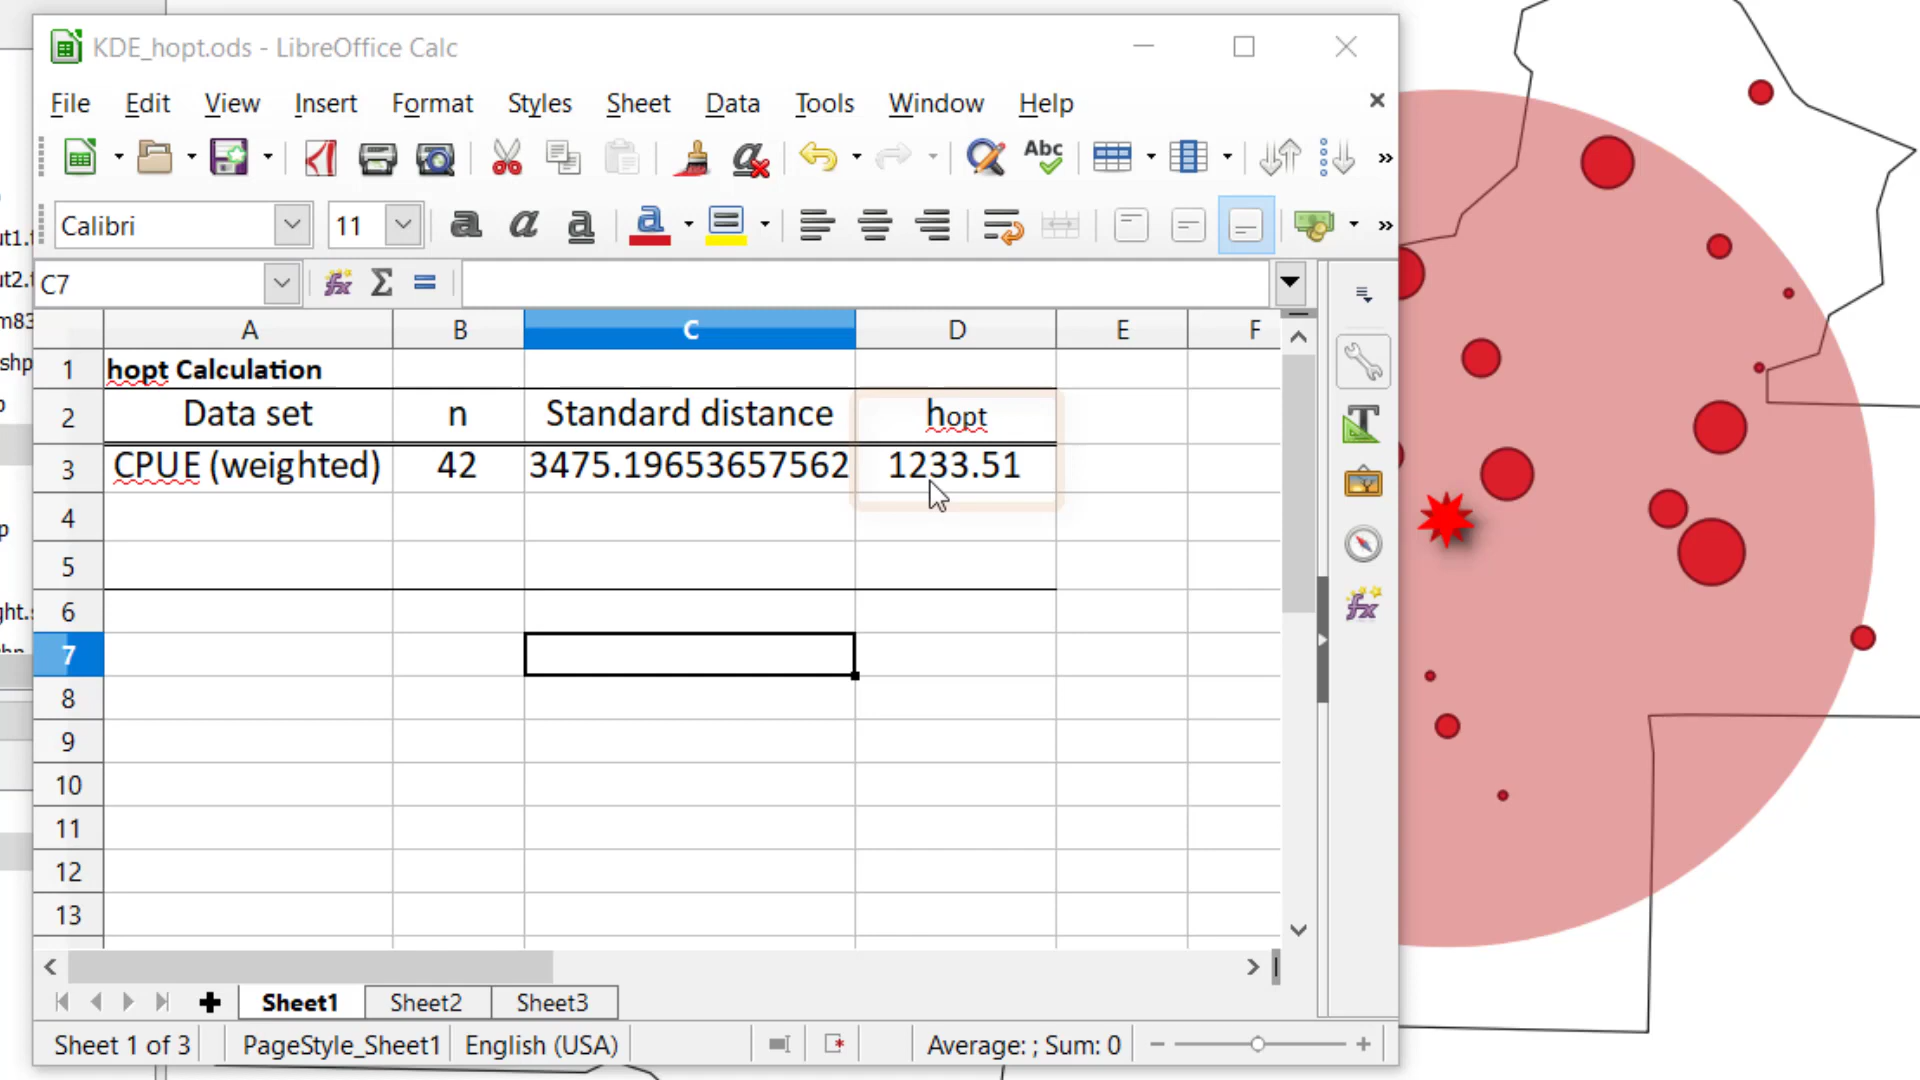 KDE_hopt.ods - LibreOffice Calc
File Edit View Insert Format Styles Sheet Data Tools Window Help
Abc
Calibri 11
C7
A B C D E F
1 hopt Calculation
2 Data set n Standard distance hopt
3 CPUE (weighted) 42 3475.19653657562 1233.51
4
5
6
7
8
9
10
11
12
13
Sheet1 Sheet2 Sheet3
Sheet 1 of 3 PageStyle_Sheet1 English (USA) Average: ; Sum: 0